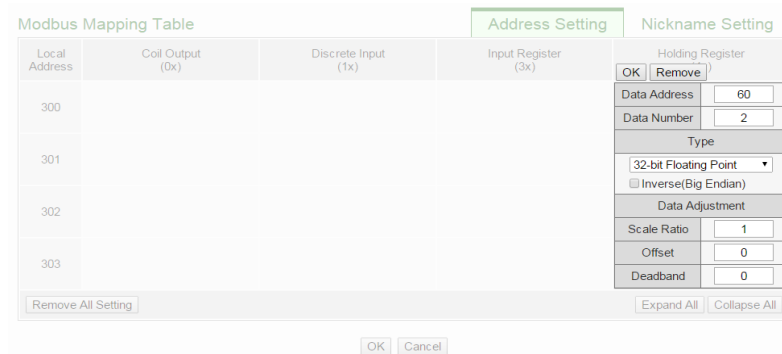 Modbus Mapping Table Address Setting Nickname Setting
Local Address Coil Output (0x) Discrete Input (1x) Input Register (3x) Holding Register
OK Remove )
300
301
302
303
Data Address 60
Data Number 2
Type
32-bit Floating Point
Inverse(Big Endian)
Data Adjustment
Scale Ratio 1
Offset 0
Deadband 0
Remove All Setting Expand All Collapse All
OK Cancel